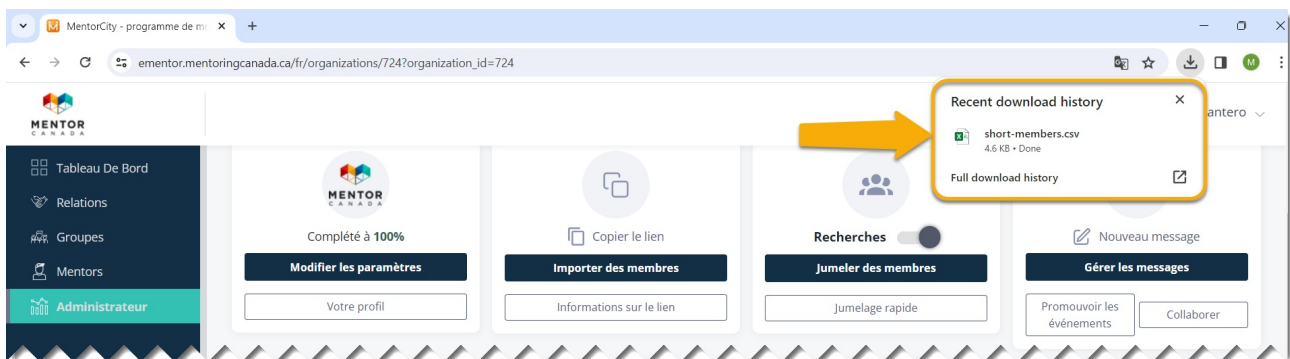 MentorCity - programme de m
ementor.mentoringcanada.ca/fr/organizations/724?organization_id=724
M
MENTOR
CANADA
Recent download history
antero
short-members.csv
4.6 KB • Done
Full download history
Tableau De Bord
Relations
Groupes
Mentors
Administrateur
MENTOR
CANADA
Complété à 100%
Modifier les paramètres
Votre profil
Copier le lien
Importer des membres
Informations sur le lien
Recherches
Jumeler des membres
Jumelage rapide
Nouveau message
Gérer les messages
Promouvoir les
événements
Collaborer